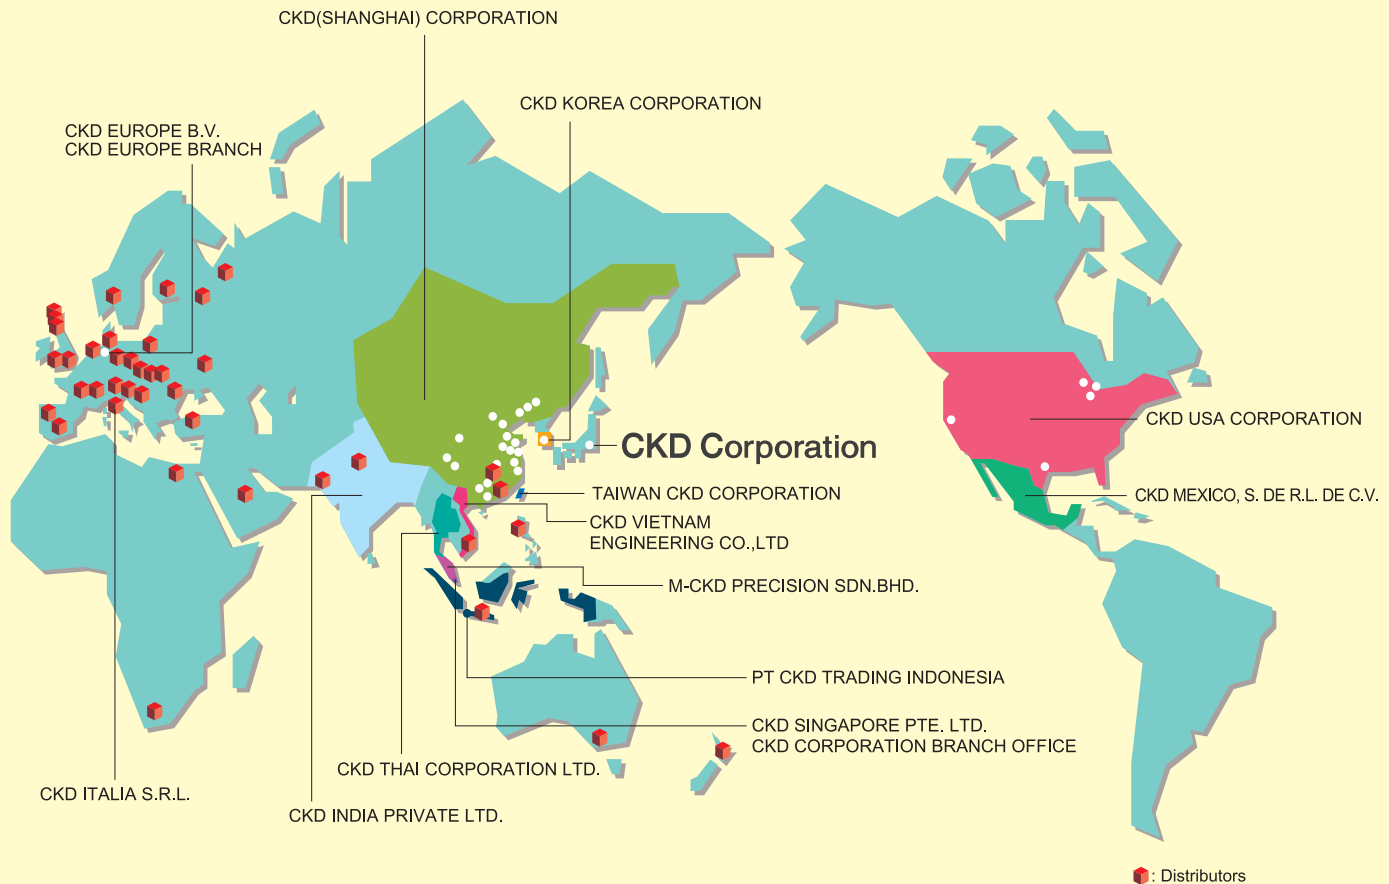 CKD(SHANGHAI) CORPORATION
CKD KOREA CORPORATION
CKD EUROPE B.V.
CKD EUROPE BRANCH
CKD USA CORPORATION
CKD Corporation
TAIWAN CKD CORPORATION
CKD MEXICO, S. DE R.L. DE C.V.
CKD VIETNAM
ENGINEERING CO.,LTD
M-CKD PRECISION SDN.BHD.
PT CKD TRADING INDONESIA
CKD SINGAPORE PTE. LTD.
CKD CORPORATION BRANCH OFFICE
CKD THAI CORPORATION LTD.
CKD ITALIA S.R.L.
CKD INDIA PRIVATE LTD.
: Distributors